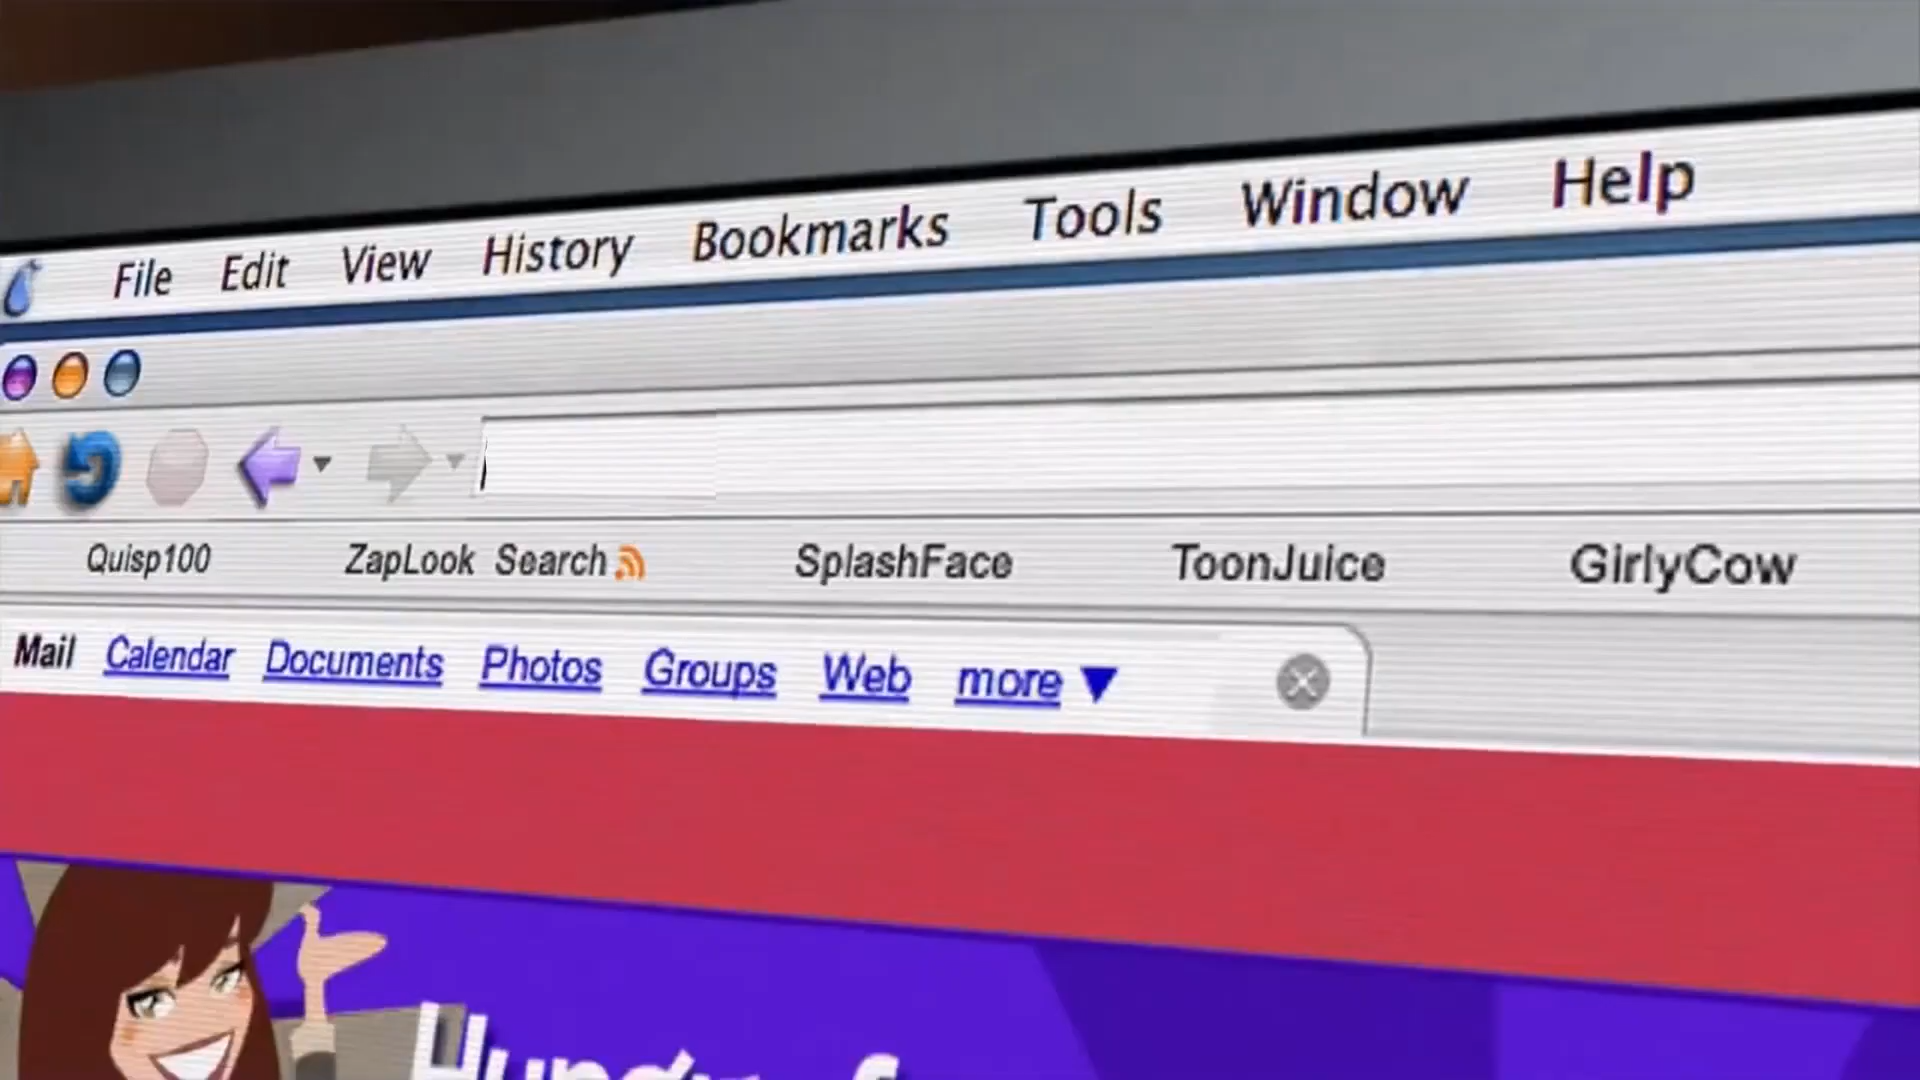 File Edit View History Bookmarks Tools Window Help
Quisp100 ZapLook Search SplashFace ToonJuice GirlyCow
Mail Calendar Documents Photos Groups Web more